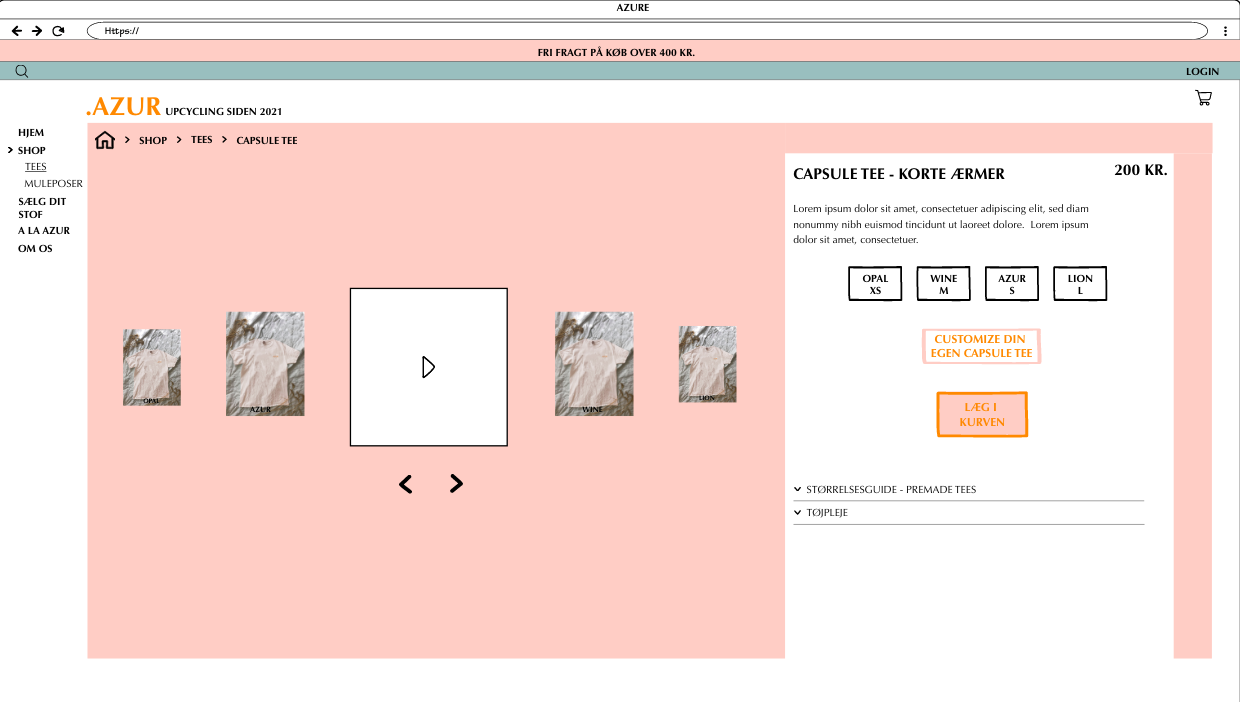 AZURE
Https://
FRI FRAGT PÅ KØB OVER 400 KR.
LOGIN
.AZUR UPCYCLING SIDEN 2021
HJEM
SHOP
TEES
MULEPOSER
SÆLG DIT
STOF
A LA AZUR
OM OS
SHOP TEES CAPSULE TEE
OPAL
AZUR
WINE
LION
CAPSULE TEE - KORTE ÆRMER
200 KR.
Lorem ipsum dolor sit amet, consectetuer adipiscing elit, sed diam
nonummy nibh euismod tincidunt ut laoreet dolore. Lorem ipsum
dolor sit amet, consectetuer.
OPAL
XS
WINE
M
AZUR
S
LION
L
CUSTOMIZE DIN
EGEN CAPSULE TEE
LÆG I
KURVEN
STØRRELSESGUIDE - PREMADE TEES
TØJPLEJE